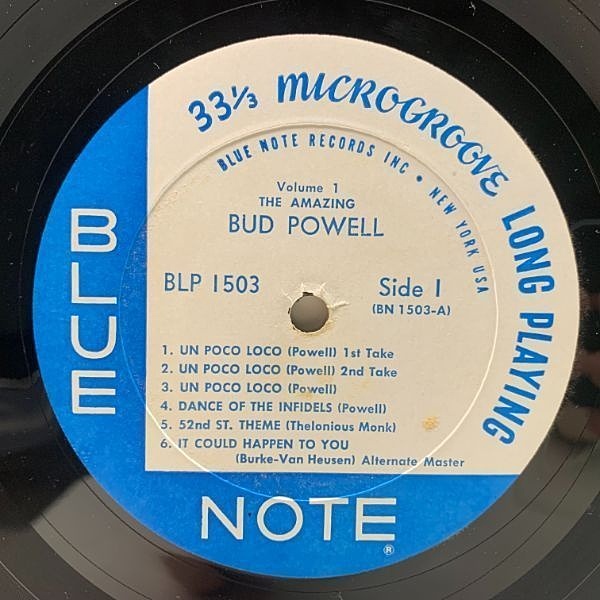 33⅓ MICROGROOVE LONG PLAYING
BLUE NOTE RECORDS INC • NEW YORK USA
Volume 1
THE AMAZING
BUD POWELL
BLP 1503
Side 1
(BN 1503-A)
1. UN POCO LOCO (Powell) 1st Take
2. UN POCO LOCO (Powell) 2nd Take
3. UN POCO LOCO (Powell)
4. DANCE OF THE INFIDELS (Powell)
5. 52nd ST. THEME (Thelonious Monk)
6. IT COULD HAPPEN TO YOU
(Burke-Van Heusen) Alternate Master
BLUE
NOTE®